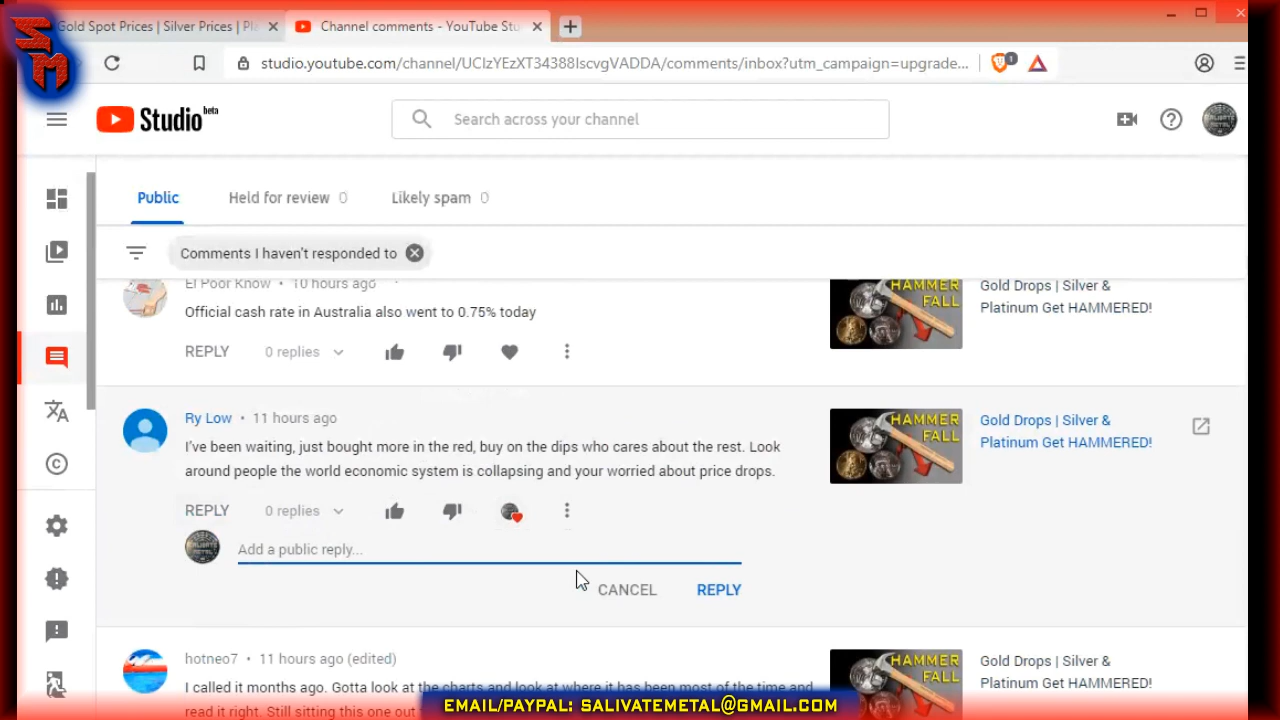 Gold Spot Prices | Silver Prices | Pla
Channel comments - YouTube Stu
SM
studio.youtube.com/channel/UClzYEzXT34388IscvgVADDA/comments/inbox?utm_campaign=upgrade...
1
Studio beta
Search across your channel
SALIVATE METAL
Public
Held for review 0
Likely spam 0
Comments I haven't responded to
El Poor Know • 10 hours ago
Official cash rate in Australia also went to 0.75% today
REPLY 0 replies
HAMMER
FALL
Gold Drops | Silver &
Platinum Get HAMMERED!
Ry Low • 11 hours ago
I've been waiting, just bought more in the red, buy on the dips who cares about the rest. Look
around people the world economic system is collapsing and your worried about price drops.
REPLY 0 replies
HAMMER
FALL
Gold Drops | Silver &
Platinum Get HAMMERED!
Add a public reply...
CANCEL REPLY
hotneo7 • 11 hours ago (edited)
I called it months ago. Gotta look at the charts and look at where it has been most of the time and
read it right. Still sitting this one out
HAMMER
FALL
Gold Drops | Silver &
Platinum Get HAMMERED!
EMAIL/PAYPAL: SALIVATEMETAL@GMAIL.COM